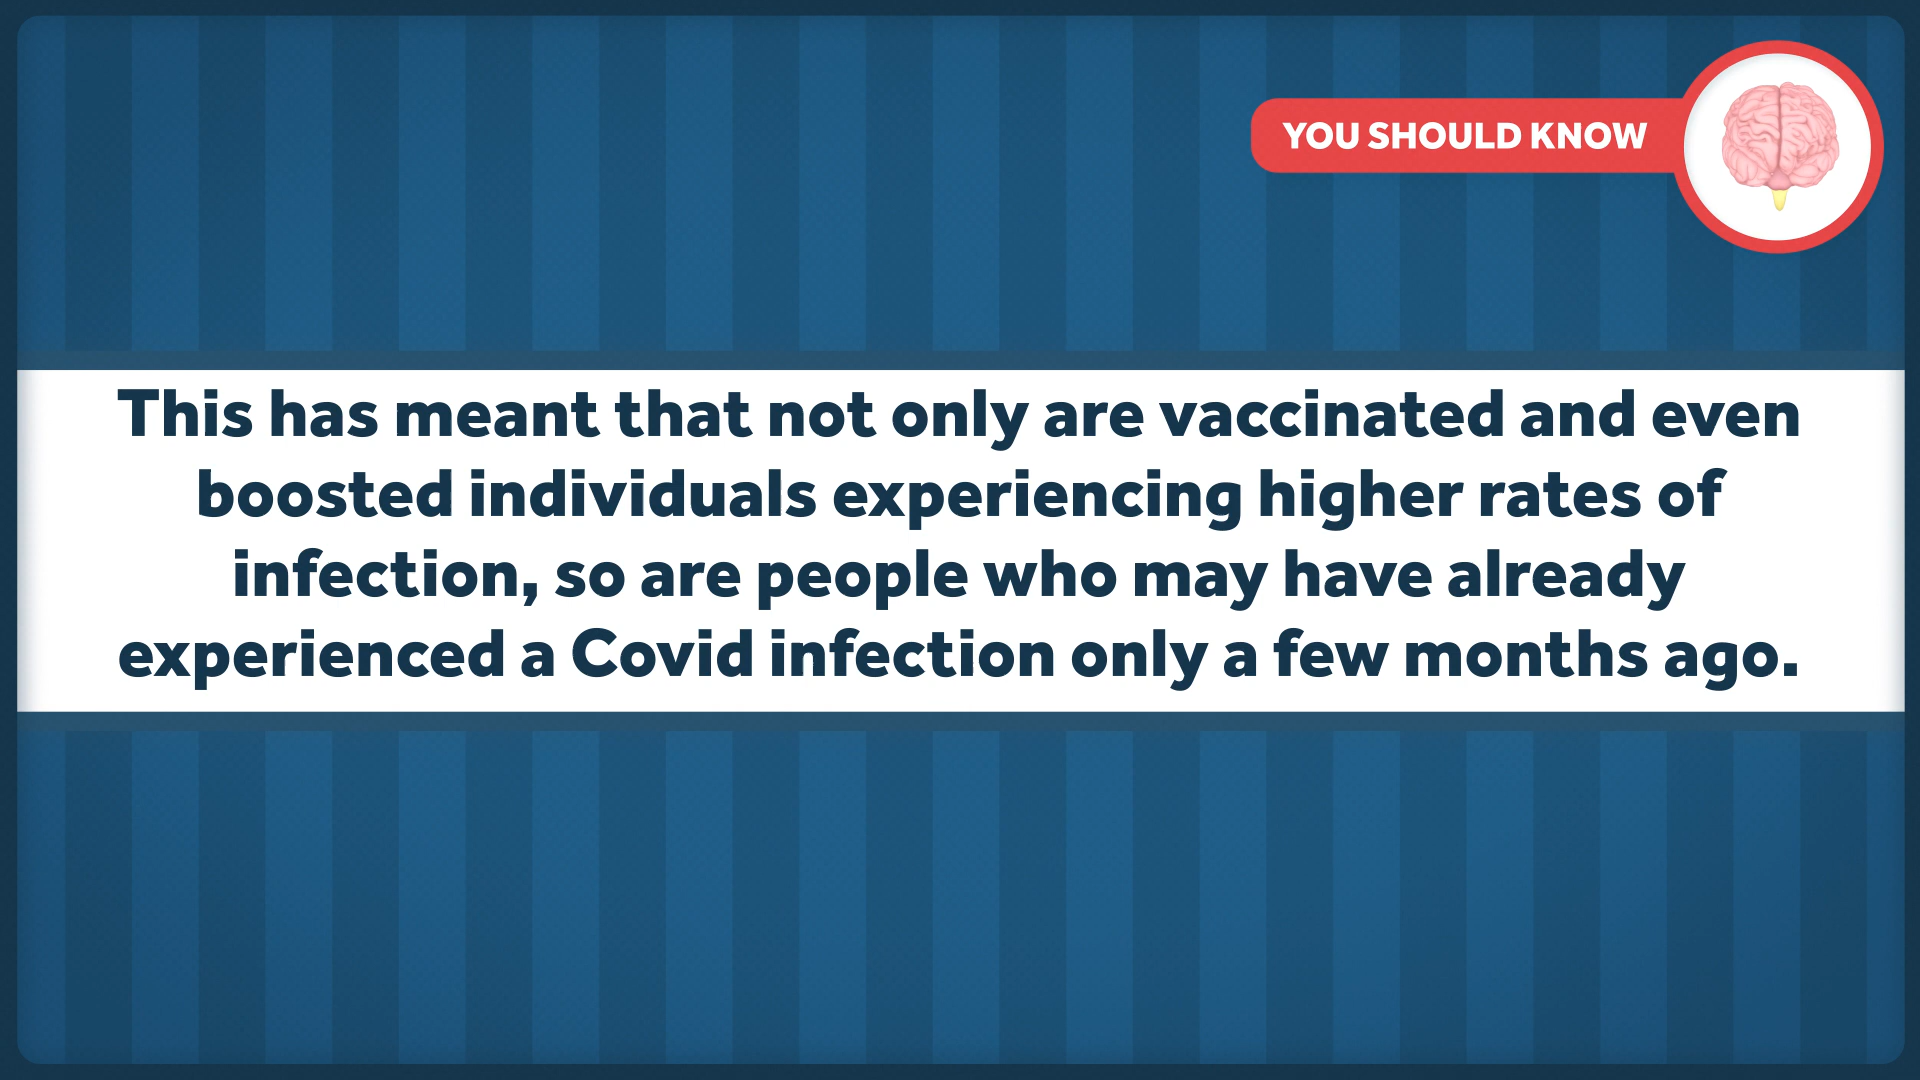 YOU SHOULD KNOW
This has meant that not only are vaccinated and even
boosted individuals experiencing higher rates of
infection, so are people who may have already
experienced a Covid infection only a few months ago.